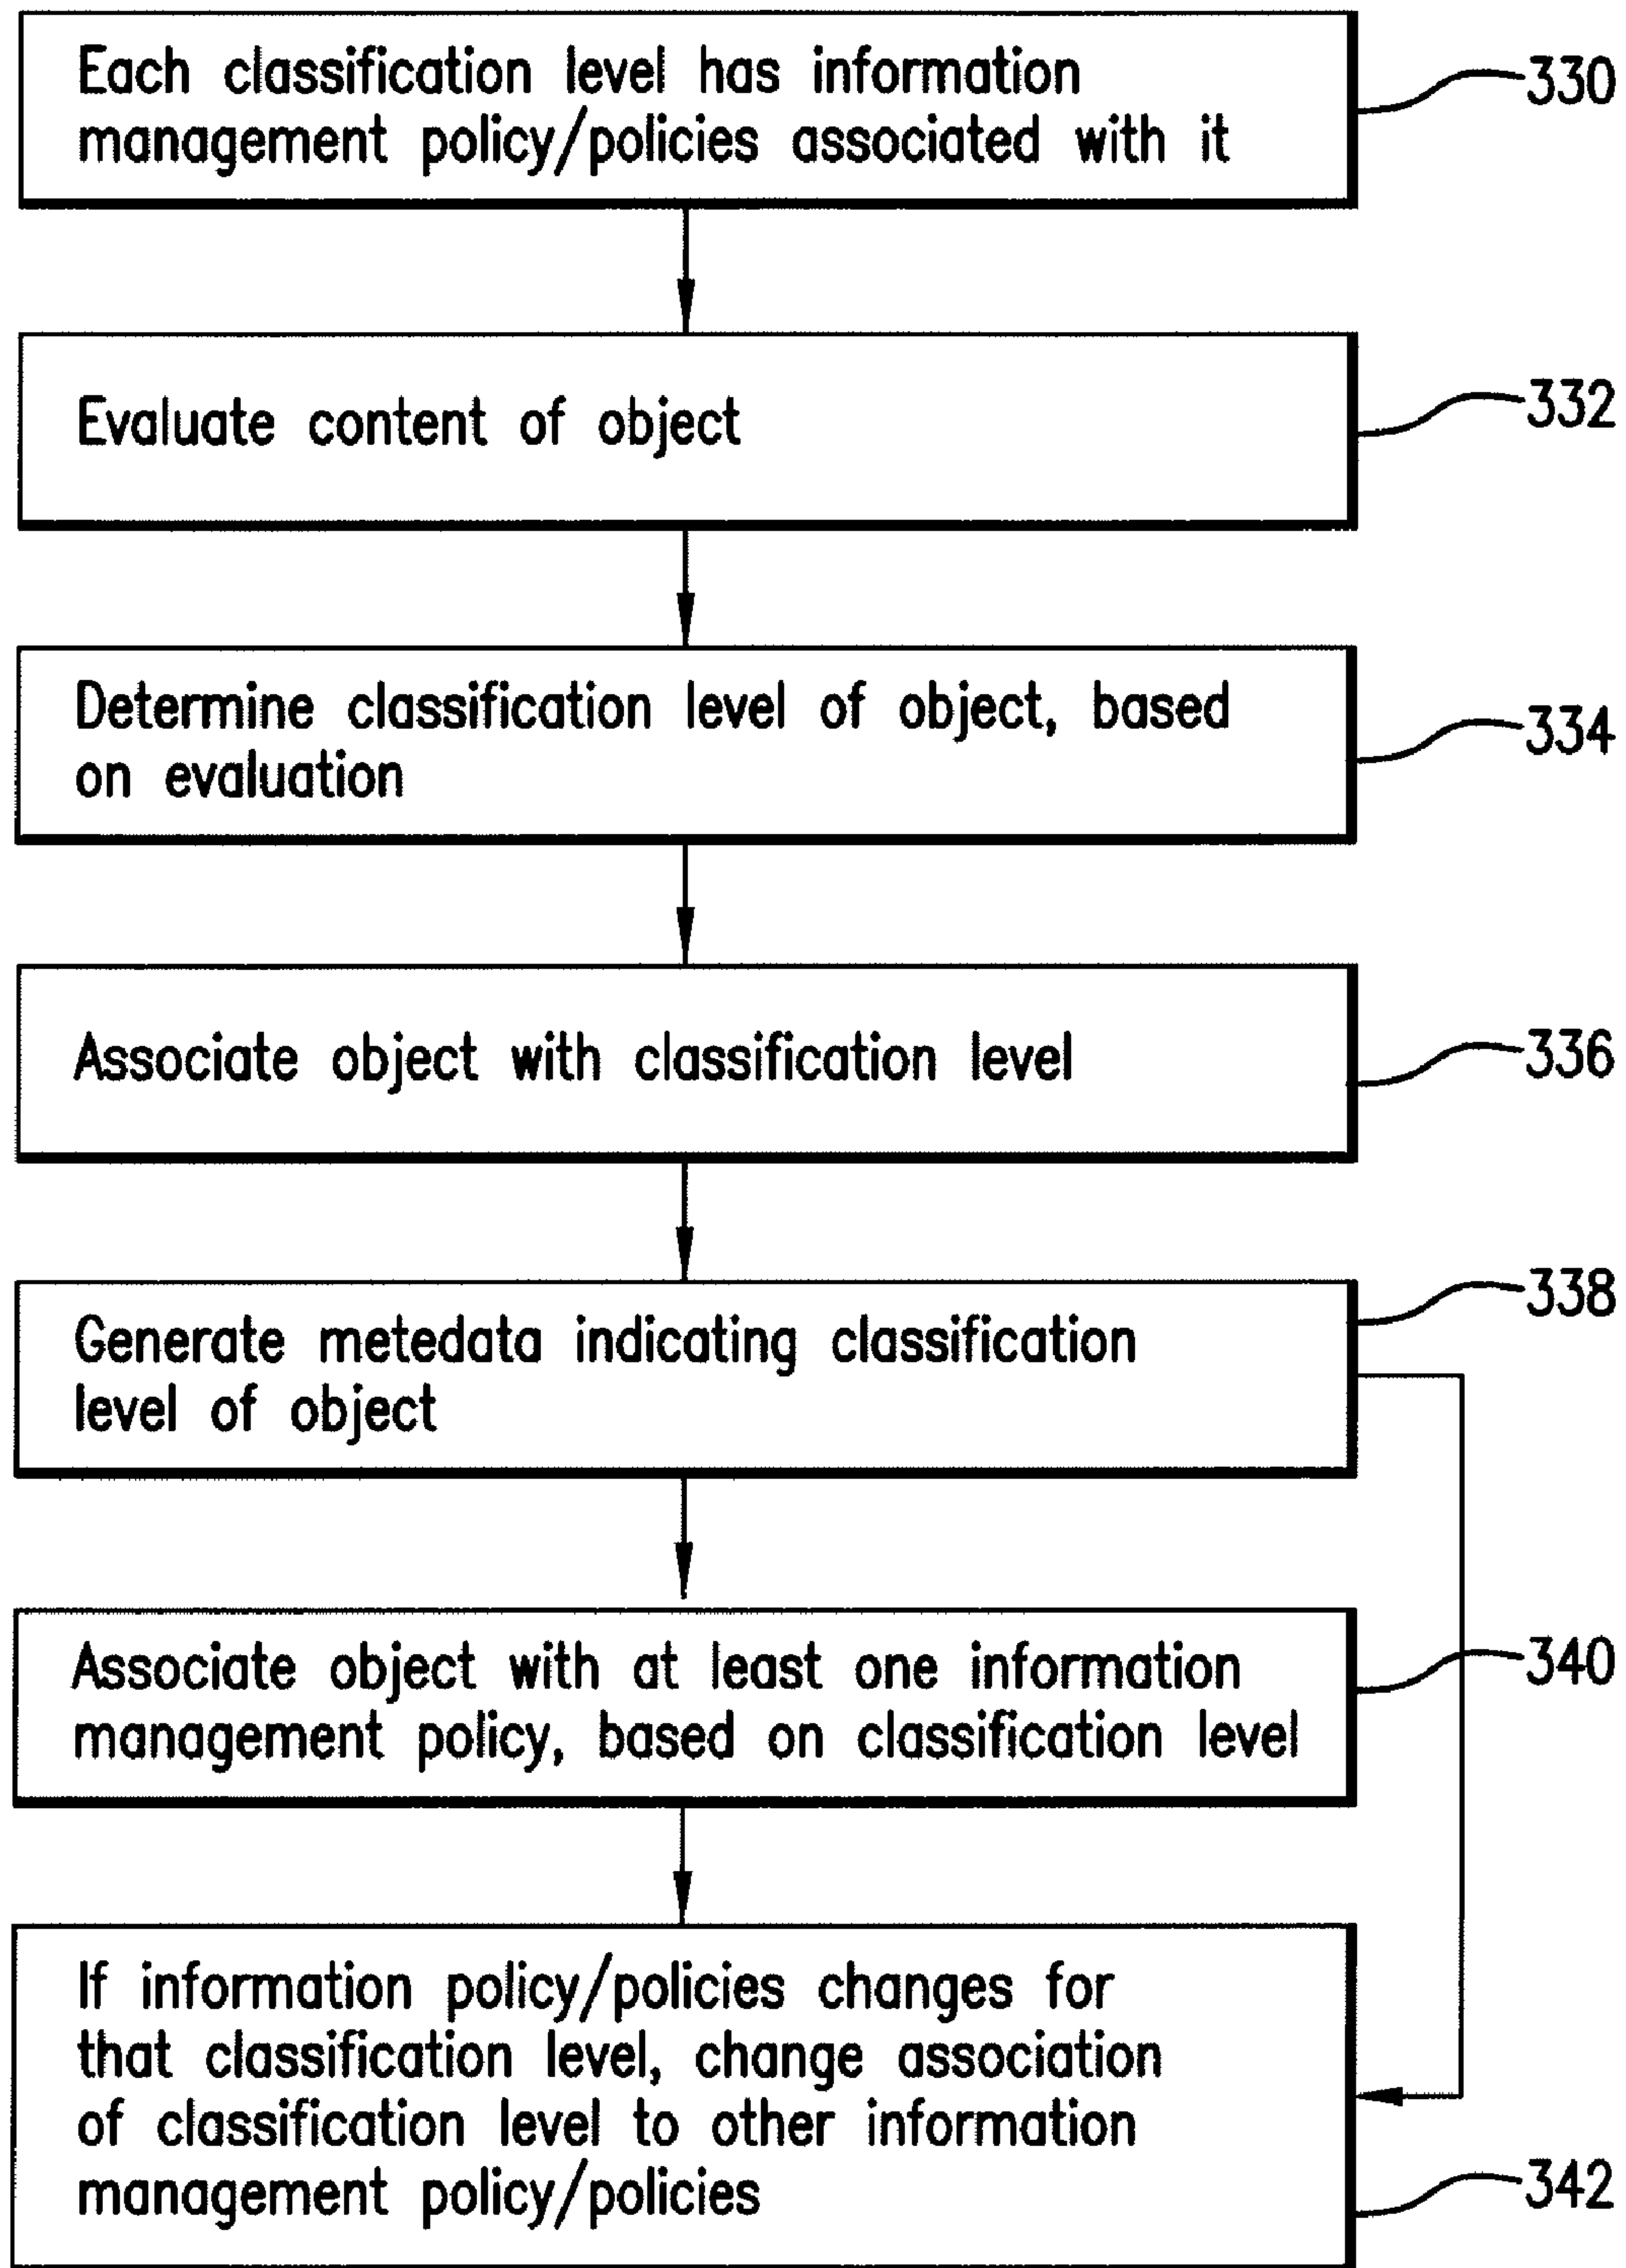 Each classification level has information
management policy/policies associated with it
330
Evaluate content of object
332
Determine classification level of object, based
on evaluation
334
Associate object with classification level
336
Generate metedata indicating classification
level of object
338
Associate object with at least one information
management policy, based on classification level
340
If information policy/policies changes for
that classification level, change association
of classification level to other information
management policy/policies
342